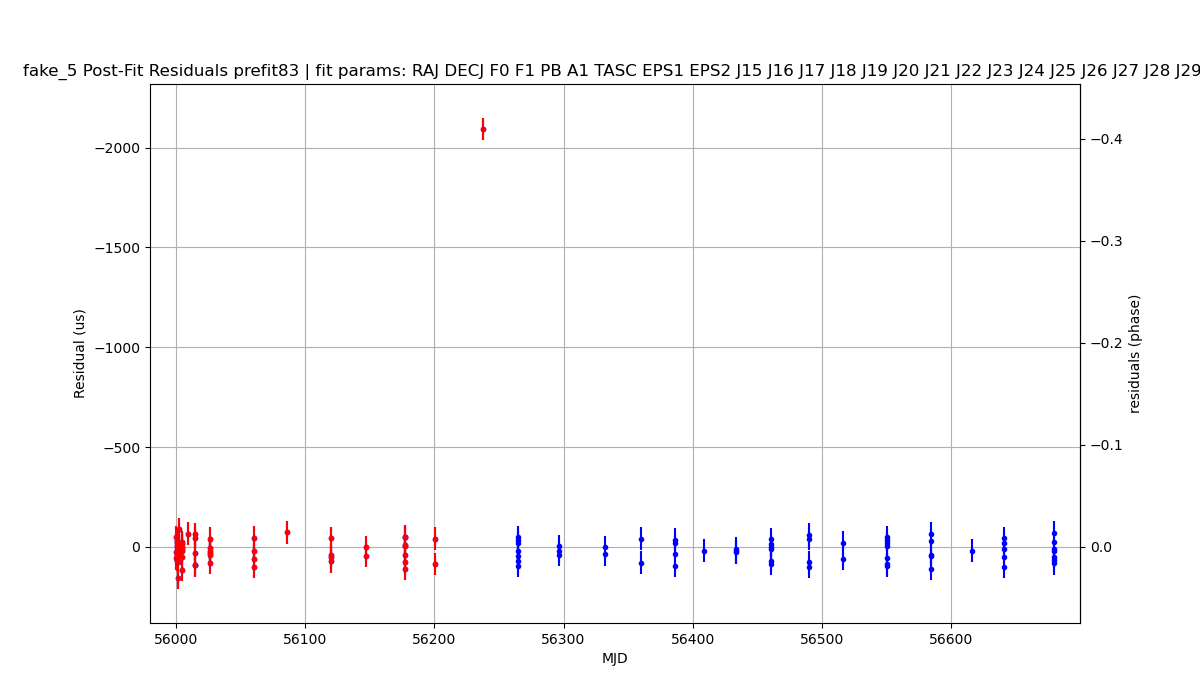 fake_5 Post-Fit Residuals prefit83 | fit params: RAJ DECJ F0 F1 PB A1 TASC EPS1 EPS2 J15 J16 J17 J18 J19 J20 J21 J22 J23 J24 J25 J26 J27 J28 J29
−2000
−1500
−1000
−500
0
Residual (us)
−0.4
−0.3
−0.2
−0.1
0.0
residuals (phase)
56000 56100 56200 56300 56400 56500 56600
MJD